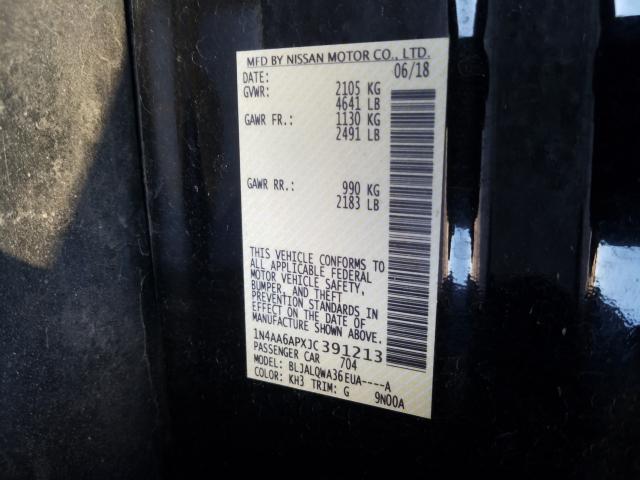 MFD BY NISSAN MOTOR CO., LTD.
DATE: 06/18
GVWR: 2105 KG
4641 LB
GAWR FR.: 1130 KG
2491 LB
GAWR RR.: 990 KG
2183 LB
THIS VEHICLE CONFORMS TO
ALL APPLICABLE FEDERAL
MOTOR VEHICLE SAFETY,
BUMPER, AND THEFT
PREVENTION STANDARDS IN
EFFECT ON THE DATE OF
MANUFACTURE SHOWN ABOVE.
1N4AA6APXJC391213
PASSENGER CAR 704
MODEL: BLJALQWA36EUA----A
COLOR: KH3 TRIM: G 9N00A